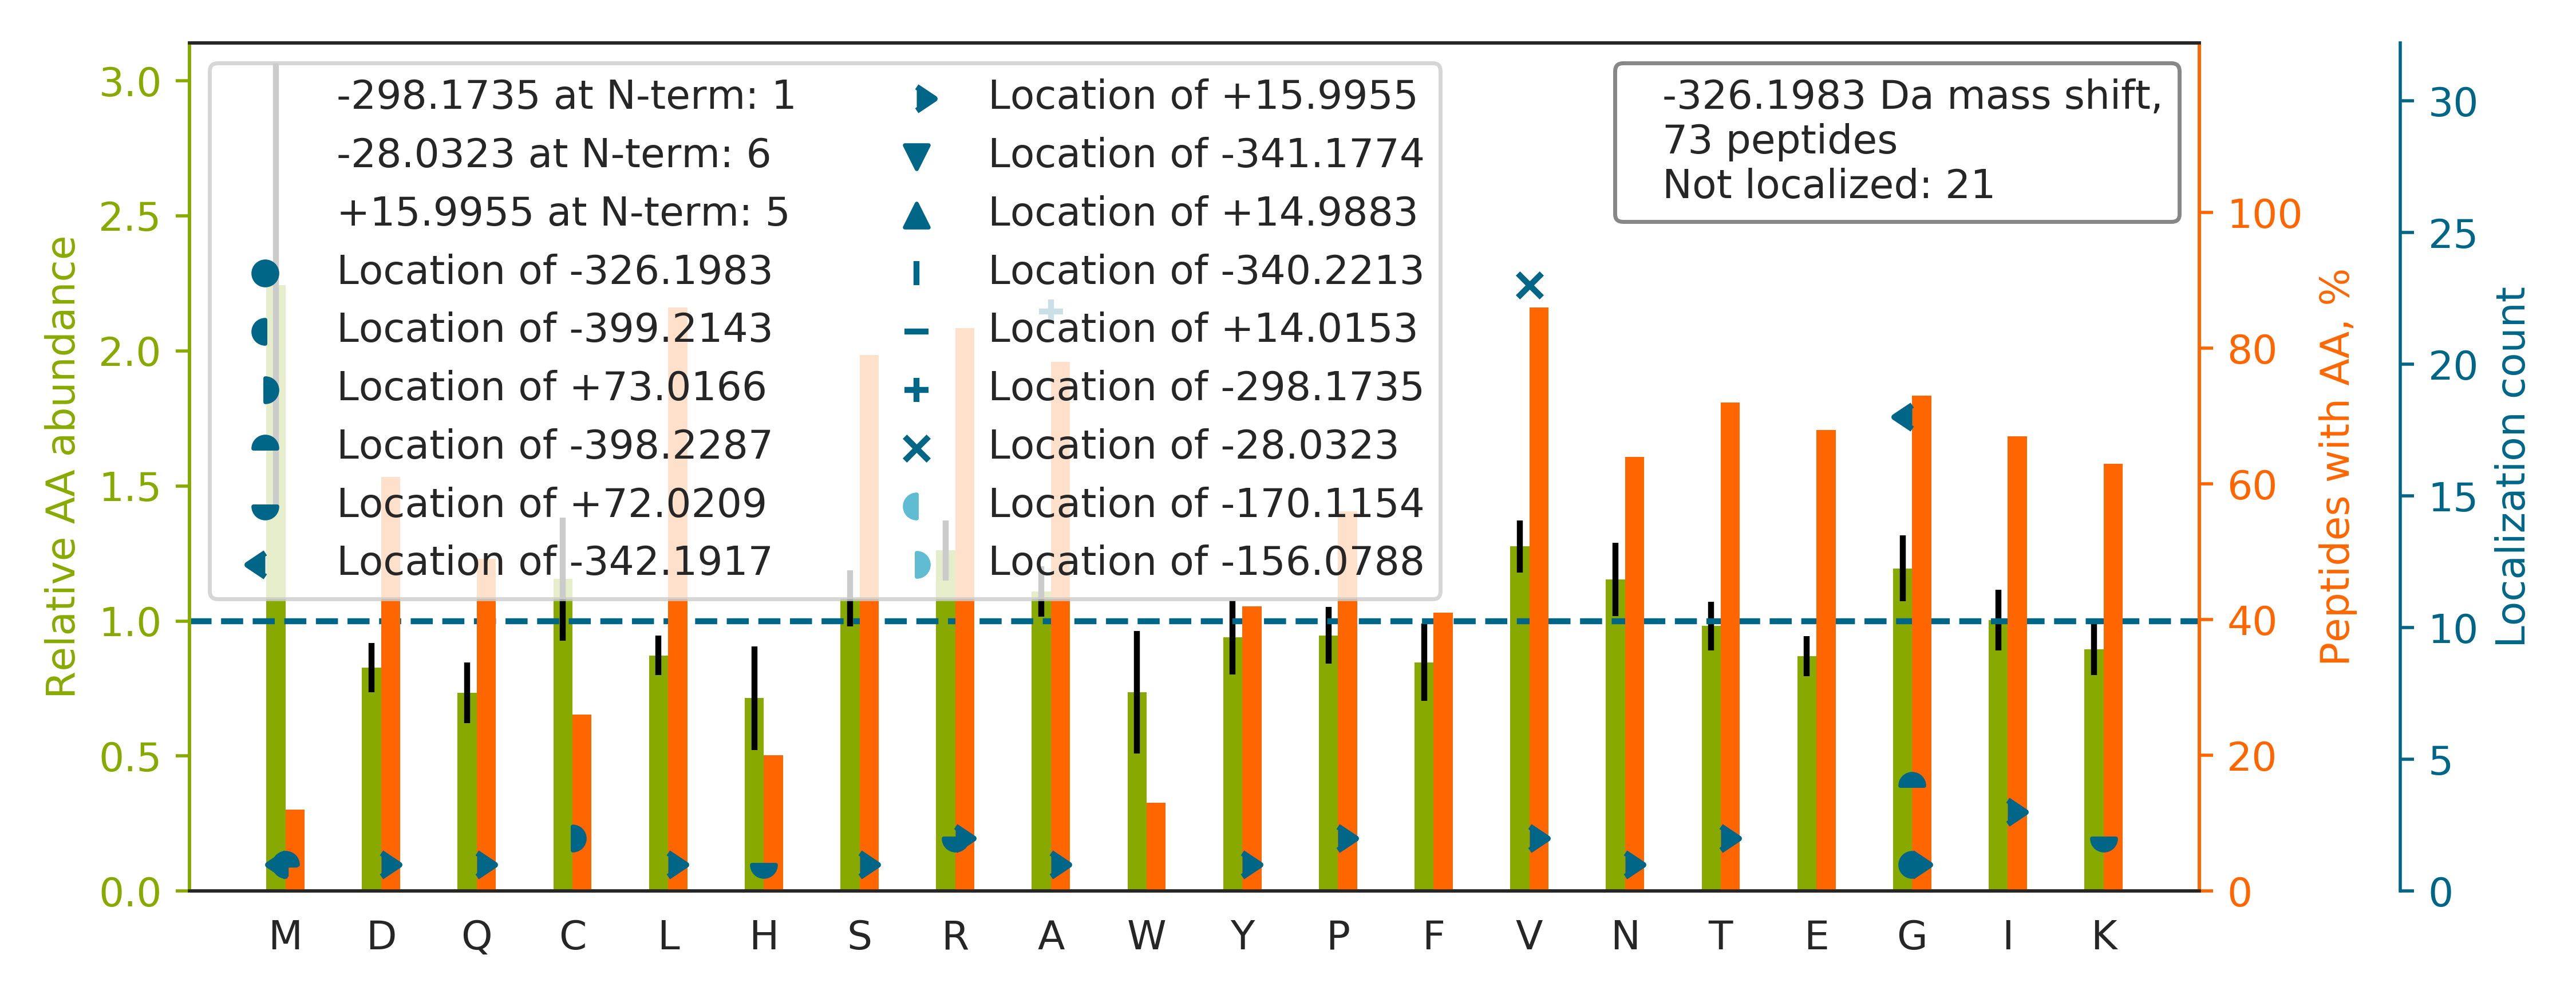 3.0
2.5
2.0
1.5
1.0
0.5
0.0
Relative AA abundance
-298.1735 at N-term: 1
-28.0323 at N-term: 6
+15.9955 at N-term: 5
Location of -326.1983
Location of -399.2143
Location of +73.0166
Location of -398.2287
Location of +72.0209
Location of -342.1917
Location of +15.9955
Location of -341.1774
Location of +14.9883
Location of -340.2213
Location of +14.0153
Location of -298.1735
Location of -28.0323
Location of -170.1154
Location of -156.0788
-326.1983 Da mass shift,
73 peptides
Not localized: 21
100
80
60
40
20
0
Peptides with AA, %
30
25
20
15
10
5
0
Localization count
M D Q C L H S R A W Y P F V N T E G I K